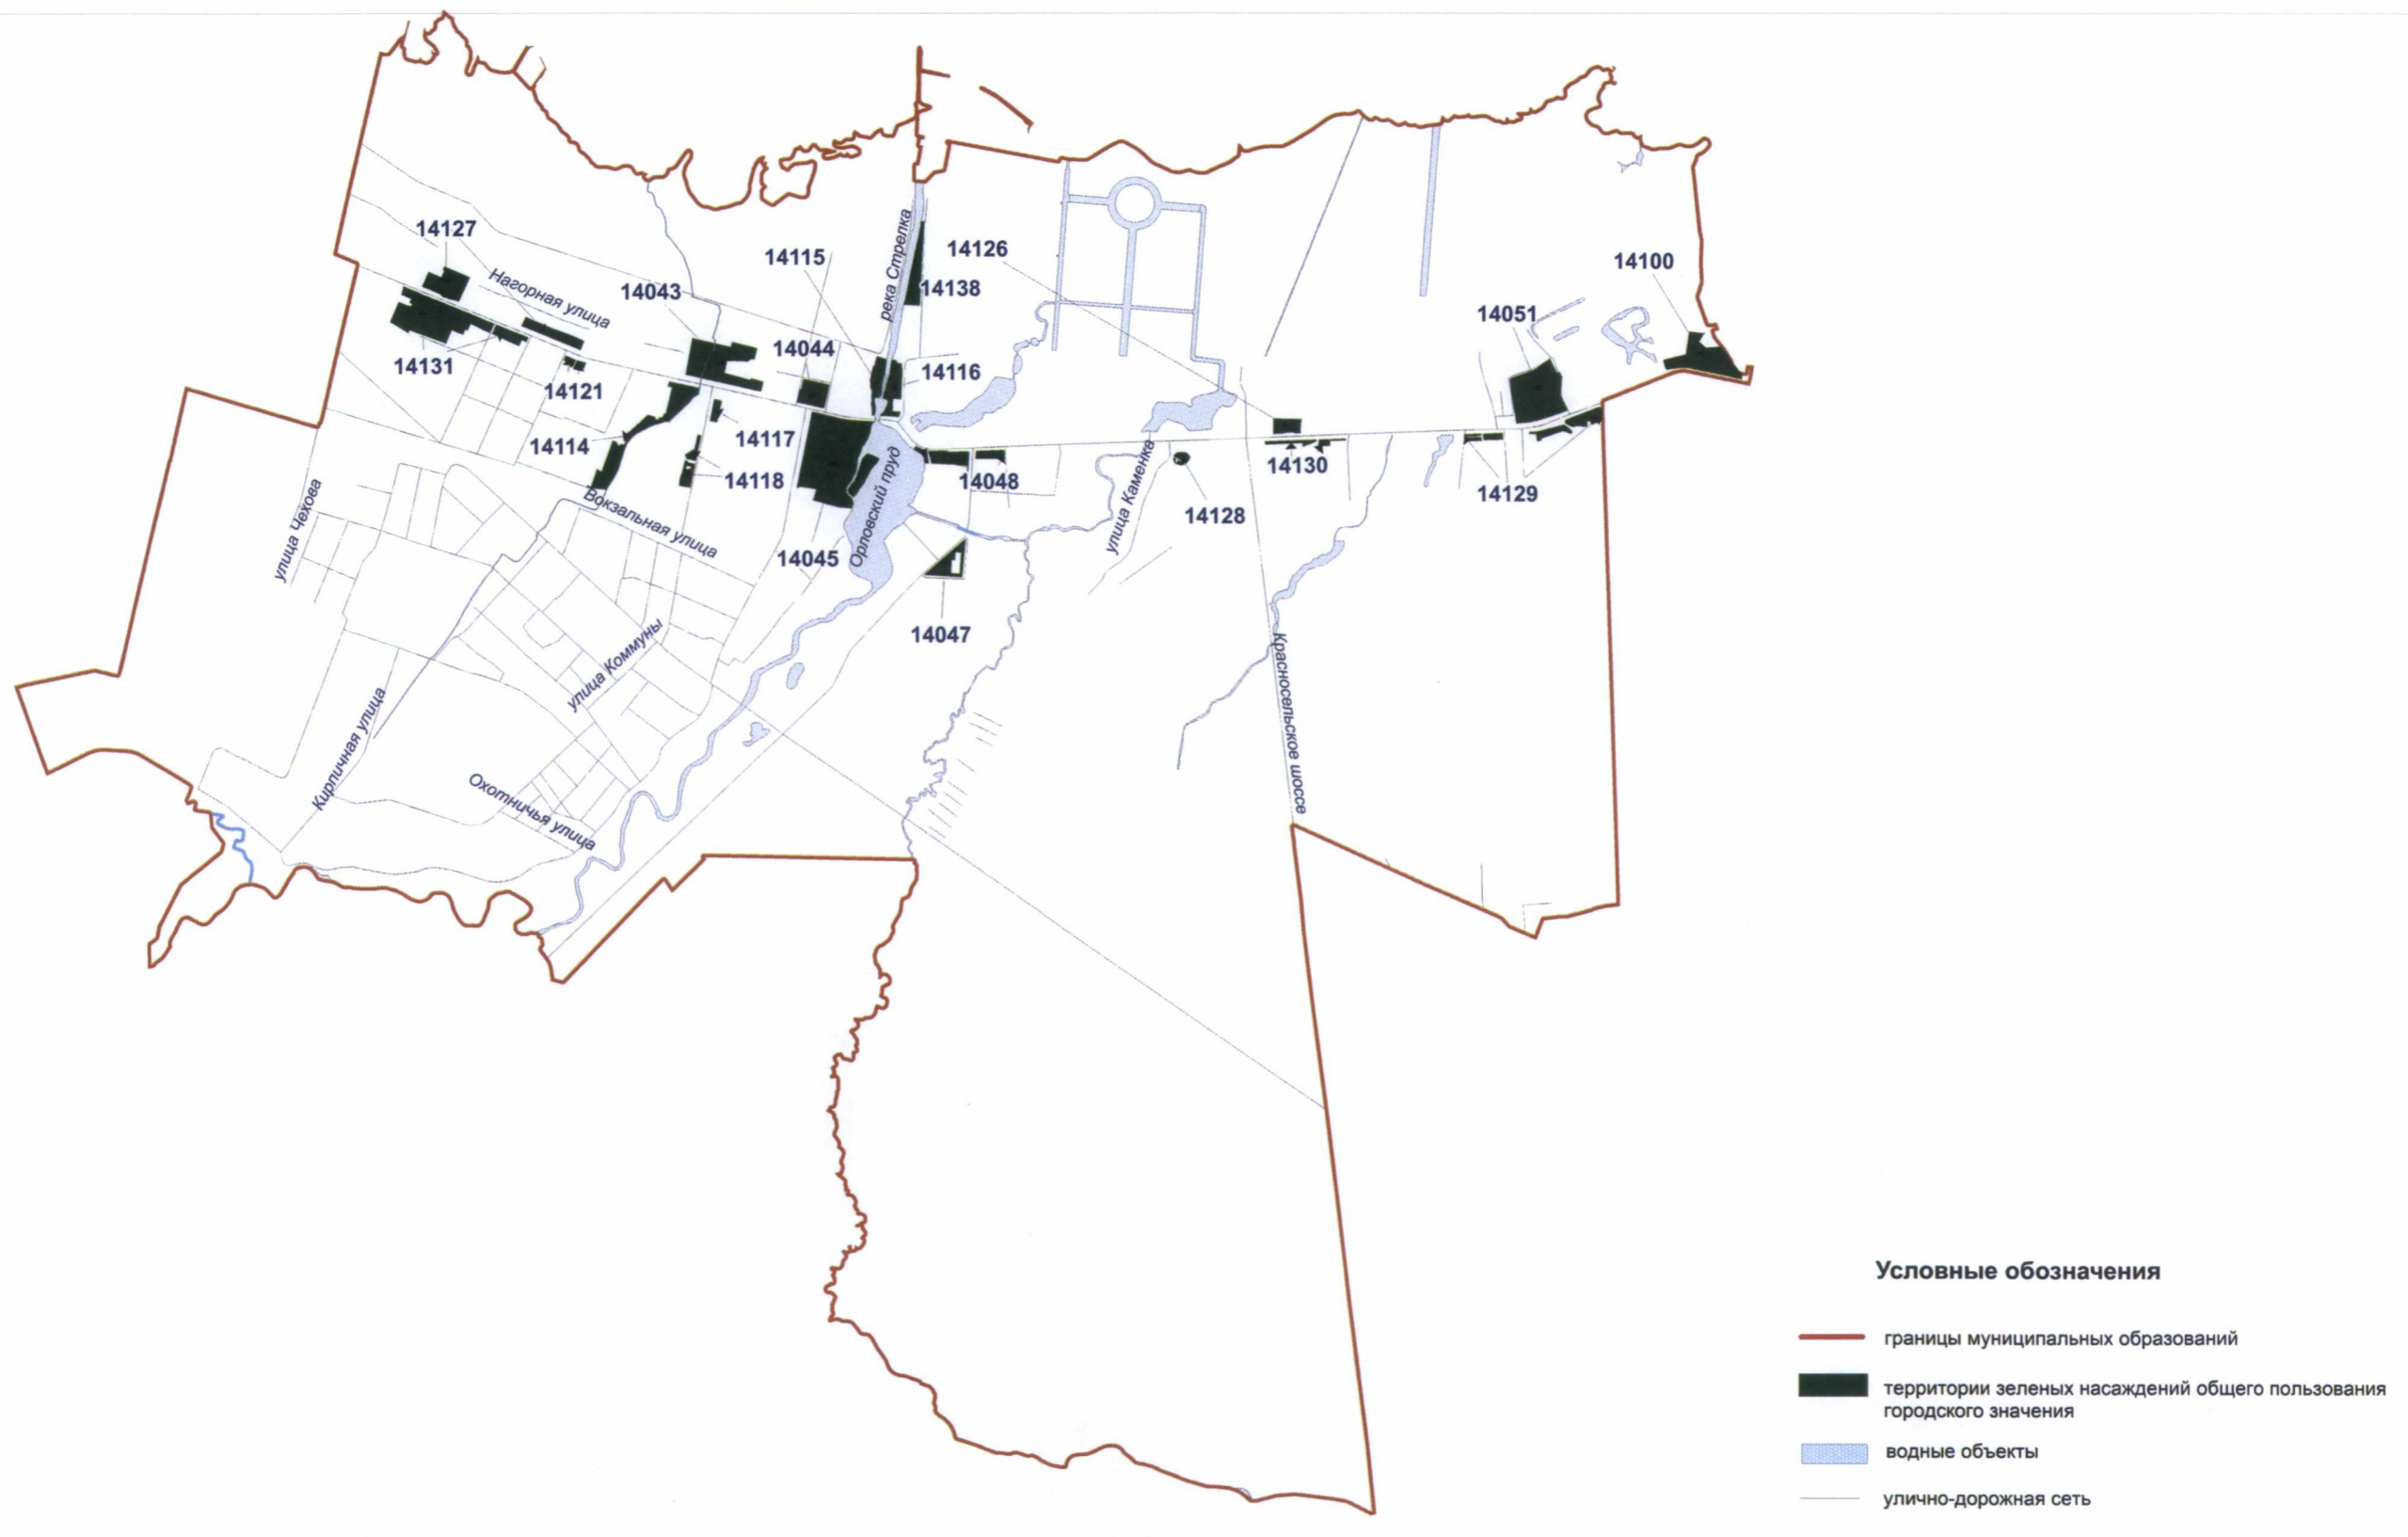 14127
Нагорная улица
14131
14121
14043
14044
14115
река Стрелка
14138
14126
14116
14114
14117
14118
14045
Орловский пруд
14048
14047
улица Каменка
14128
14130
14051
14129
14100
улица Чехова
Вокзальная улица
улица Коммуны
Кирпичная улица
Охотничья улица
Красносельское шоссе
Условные обозначения
границы муниципальных образований
территории зеленых насаждений общего пользования
городского значения
водные объекты
улично-дорожная сеть